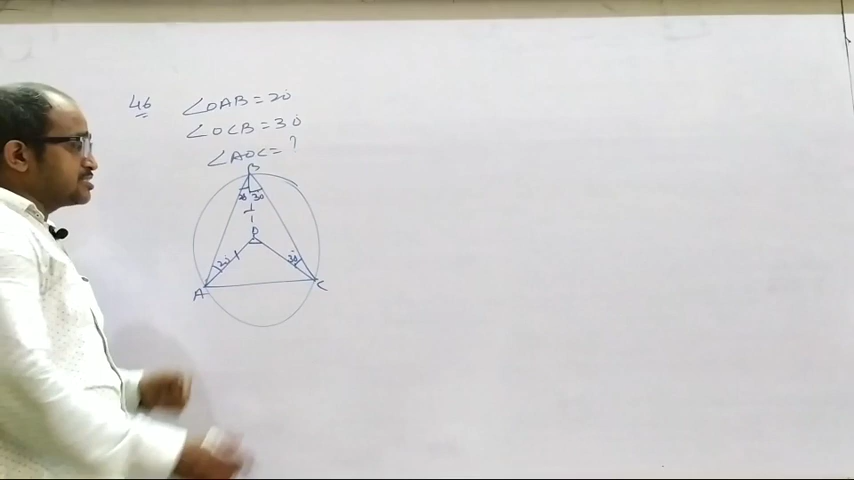 46 ∠OAB = 20°
∠OCB = 30°
∠AOC = ?
B
20 30
O
20 30
A C